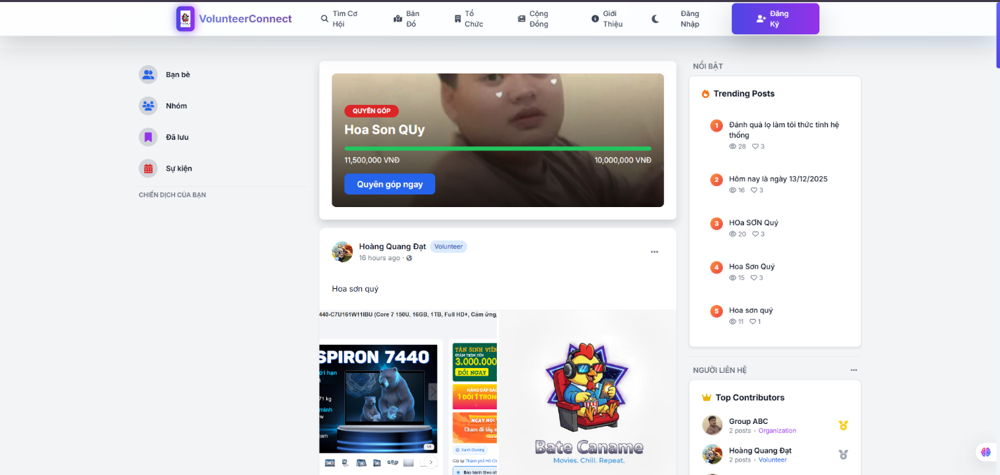 VolunteerConnect
Tìm Cơ
Hội
Bản
Đồ
Tổ
Chức
Cộng
Đồng
Giới
Thiệu
Đăng
Nhập
Đăng
Ký
Bạn bè
Nhóm
Đã lưu
Sự kiện
CHIẾN DỊCH CỦA BẠN
QUYÊN GÓP
Hoa Son QUy
11,500,000 VNĐ
10,000,000 VNĐ
Quyên góp ngay
Hoàng Quang Đạt Volunteer
16 hours ago ·
Hoa sơn quý
440-C7U161W11IBU (Core 7 150U, 16GB, 1TB, Full HD+, Cảm ứng,
SPIRON 7440
ới hạn
71 kg
minh
cam
TÂN SINH VIÊN
3.000.000
ĐỔI NGAY
1 ĐỔI 1 TRON
Xanh Dương
Giá tại Thành phố Hồ Ch
Bảo hành theo nh
Bate Caname
Movies. Chill. Repeat.
NỔI BẬT
Trending Posts
1
Đánh quả lọ làm tôi thức tỉnh hệ
thống
28 3
2
Hôm nay là ngày 13/12/2025
16 3
3
HOa SƠN Quý
20 3
4
Hoa Sơn Quý
15 3
5
Hoa sơn quý
11 1
NGƯỜI LIÊN HỆ
Top Contributors
Group ABC
2 posts • Organization
Hoàng Quang Đạt
2 posts • Volunteer